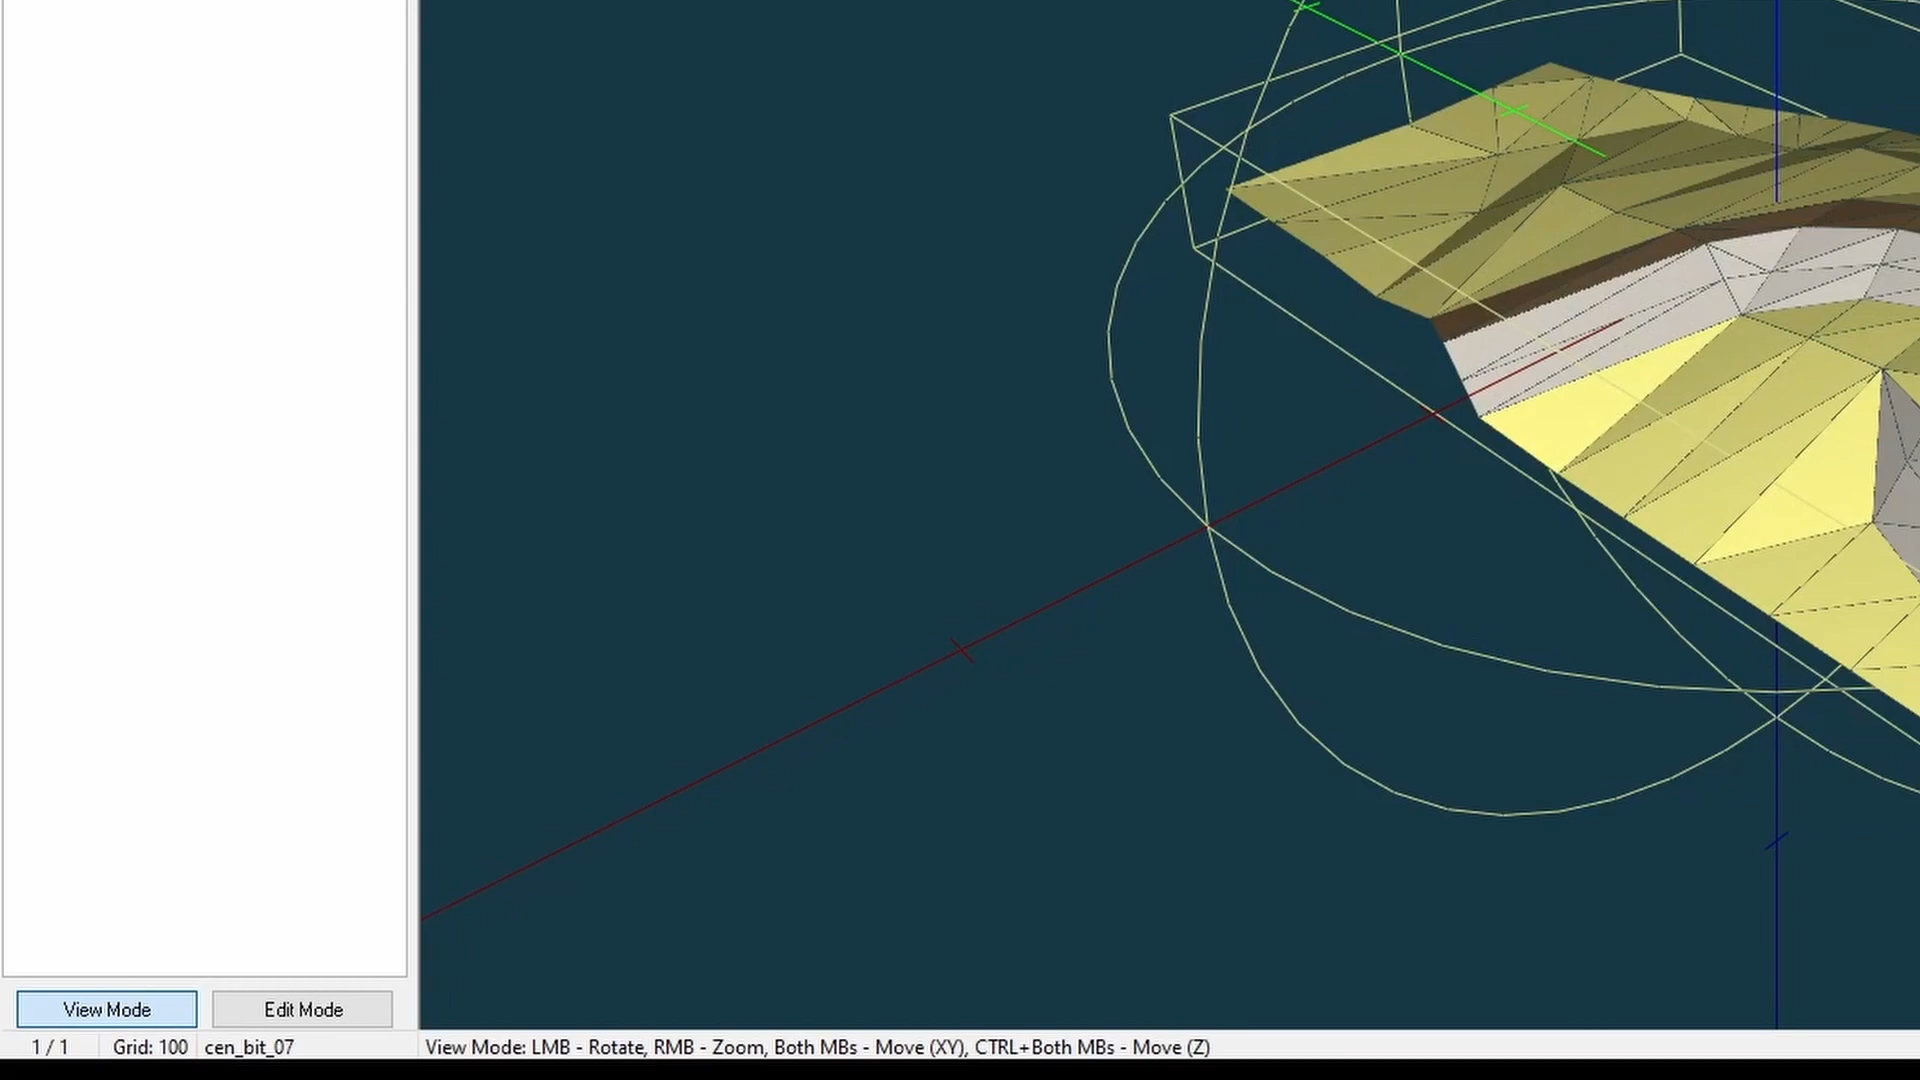 View Mode Edit Mode
1 / 1 Grid: 100 cen_bit_07 View Mode: LMB - Rotate, RMB - Zoom, Both MBs - Move (XY), CTRL+Both MBs - Move (Z)